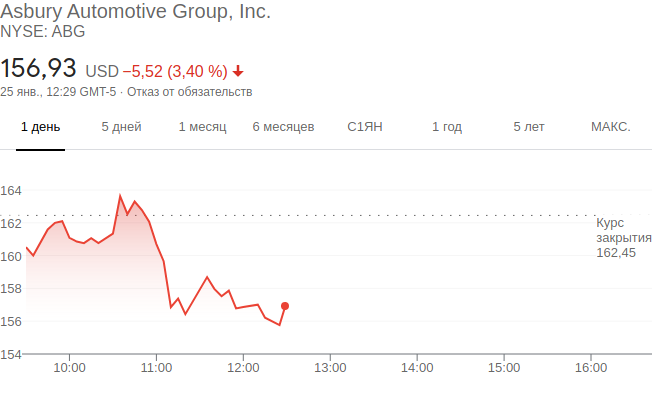 Asbury Automotive Group, Inc.
NYSE: ABG
156,93 USD −5,52 (3,40 %)
25 янв., 12:29 GMT-5 · Отказ от обязательств
1 день 5 дней 1 месяц 6 месяцев С1ЯН 1 год 5 лет МАКС.
164
162
160
158
156
154
Курс
закрытия
162,45
10:00 11:00 12:00 13:00 14:00 15:00 16:00